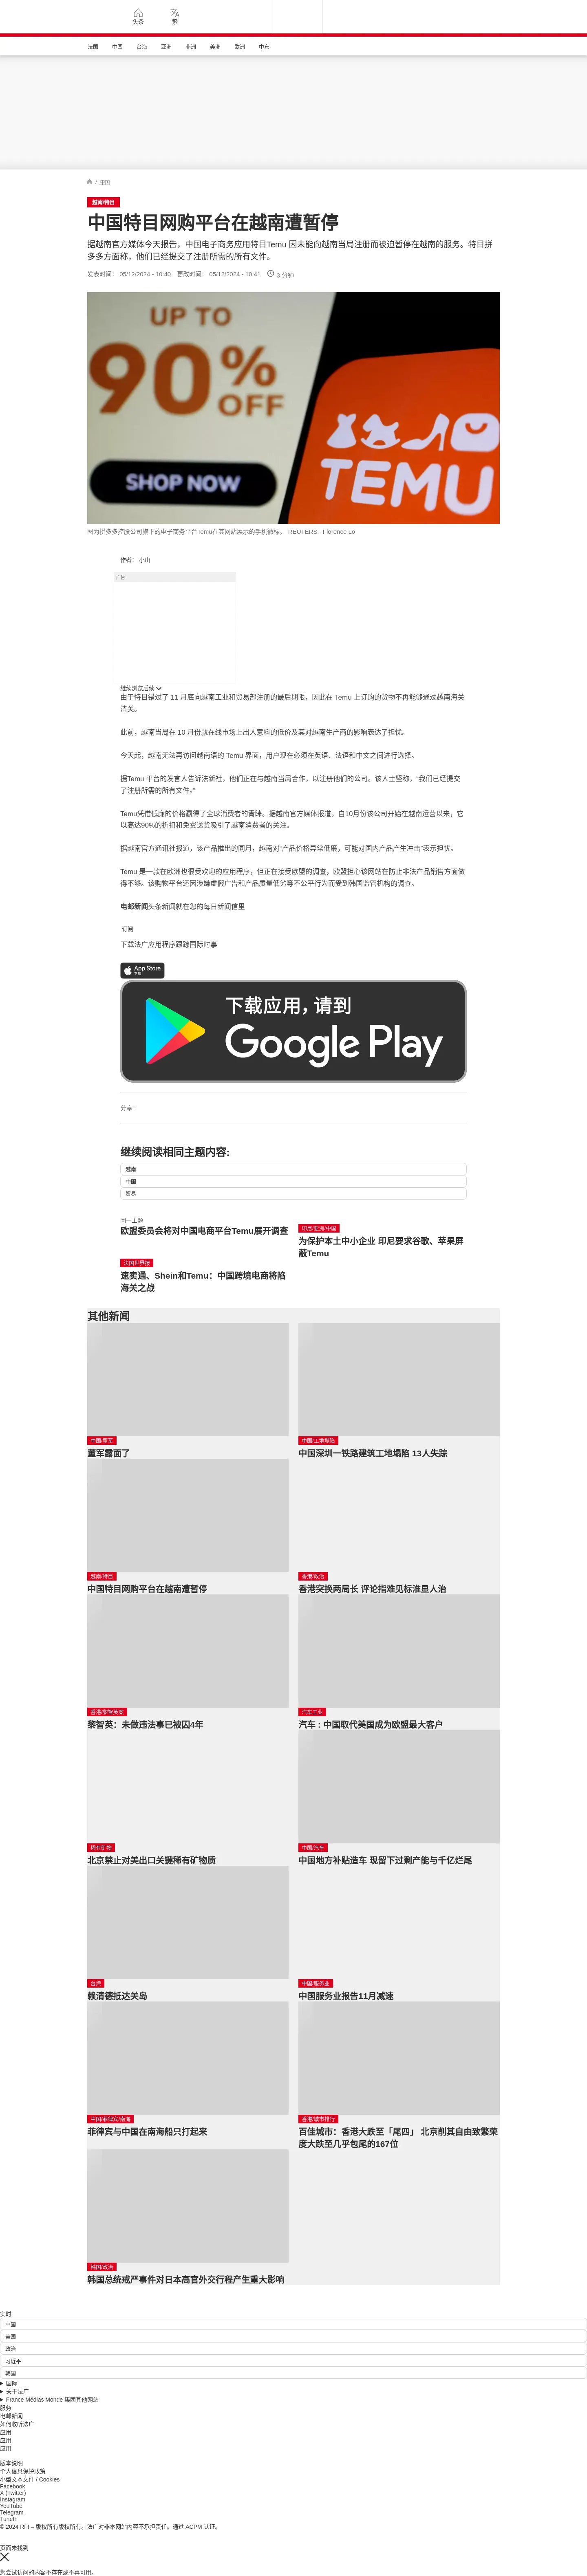 头条
繁
法国
中国
台海
亚洲
非洲
美洲
欧洲
中东
/ 中国
越南/特目
中国特目网购平台在越南遭暂停
据越南官方媒体今天报告，中国电子商务应用特目Temu 因未能向越南当局注册而被迫暂停在越南的服务。特目拼
多多方面称，他们已经提交了注册所需的所有文件。
发表时间： 05/12/2024 - 10:40 更改时间： 05/12/2024 - 10:41 3 分钟
UP TO
90%
OFF
SHOP NOW
TEMU
图为拼多多控股公司旗下的电子商务平台Temu在其网站展示的手机徽标。 REUTERS - Florence Lo
作者： 小山
广告
继续浏览后续
由于特目错过了 11 月底向越南工业和贸易部注册的最后期限，因此在 Temu 上订购的货物不再能够通过越南海关
清关。
此前，越南当局在 10 月份就在线市场上出人意料的低价及其对越南生产商的影响表达了担忧。
今天起，越南无法再访问越南语的 Temu 界面，用户现在必须在英语、法语和中文之间进行选择。
据Temu 平台的发言人告诉法新社，他们正在与越南当局合作，以注册他们的公司。该人士坚称，“我们已经提交
了注册所需的所有文件。”
Temu凭借低廉的价格赢得了全球消费者的青睐。据越南官方媒体报道，自10月份该公司开始在越南运营以来，它
以高达90%的折扣和免费送货吸引了越南消费者的关注。
据越南官方通讯社报道，该产品推出的同月，越南对“产品价格异常低廉，可能对国内产品产生冲击”表示担忧。
Temu 是一款在欧洲也很受欢迎的应用程序，但正在接受欧盟的调查，欧盟担心该网站在防止非法产品销售方面做
得不够。该购物平台还因涉嫌虚假广告和产品质量低劣等不公平行为而受到韩国监管机构的调查。
电邮新闻头条新闻就在您的每日新闻信里
订阅
下载法广应用程序跟踪国际时事
App Store
下载
下载应用，请到
Google Play
分享 :
继续阅读相同主题内容:
越南
中国
贸易
同一主题
欧盟委员会将对中国电商平台Temu展开调查
印尼/亚洲/中国
为保护本土中小企业 印尼要求谷歌、苹果屏
蔽Temu
法国世界报
速卖通、Shein和Temu：中国跨境电商将掐
海关之战
其他新闻
中国/董军
董军露面了
中国/工地塌陷
中国深圳一铁路建筑工地塌陷 13人失踪
越南/特目
中国特目网购平台在越南遭暂停
香港/政治
香港突换两局长 评论指难见标淮显人治
香港/黎智英案
黎智英：未做违法事已被囚4年
汽车工业
汽车：中国取代美国成为欧盟最大客户
稀有矿物
北京禁止对美出口关键稀有矿物质
中国/汽车
中国地方补贴造车 现留下过剩产能与千亿烂尾
台湾
赖清德抵达关岛
中国/服务业
中国服务业报告11月减速
中国/菲律宾/南海
菲律宾与中国在南海船只打起来
香港/城市排行
百佳城市：香港大跌至「尾四」 北京削其自由致繁荣
度大跌至几乎包尾的167位
韩国/政治
韩国总统戒严事件对日本高官外交行程产生重大影响
实时
中国
美国
政治
习近平
韩国
国际
关于法广
France Médias Monde 集团其他网站
服务
电邮新闻
如何收听法广
应用
应用
应用
版本说明
个人信息保护政策
小型文本文件 / Cookies
Facebook
X (Twitter)
Instagram
YouTube
Telegram
TuneIn
© 2024 RFI – 版权所有版权所有。法广对非本网站内容不承担责任。通过 ACPM 认证。
页面未找到
您尝试访问的内容不存在或不再可用。